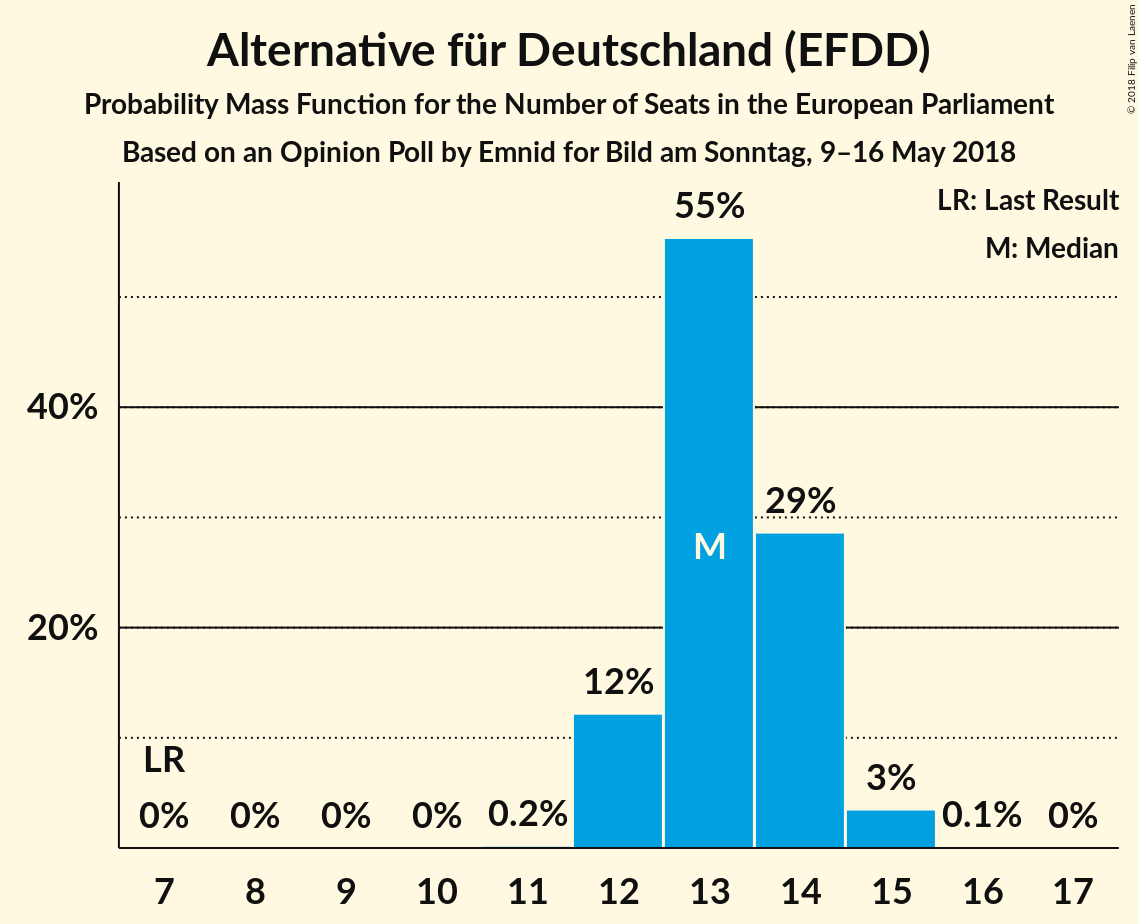 Alternative für Deutschland (EFDD)
Probability Mass Function for the Number of Seats in the European Parliament
Based on an Opinion Poll by Emnid for Bild am Sonntag, 9–16 May 2018
© 2018 Filip van Laenen
LR: Last Result
M: Median
55%
40%
29%
M
20%
12%
LR
3%
0% 0% 0% 0% 0.2% 0.1% 0%
7 8 9 10 11 12 13 14 15 16 17